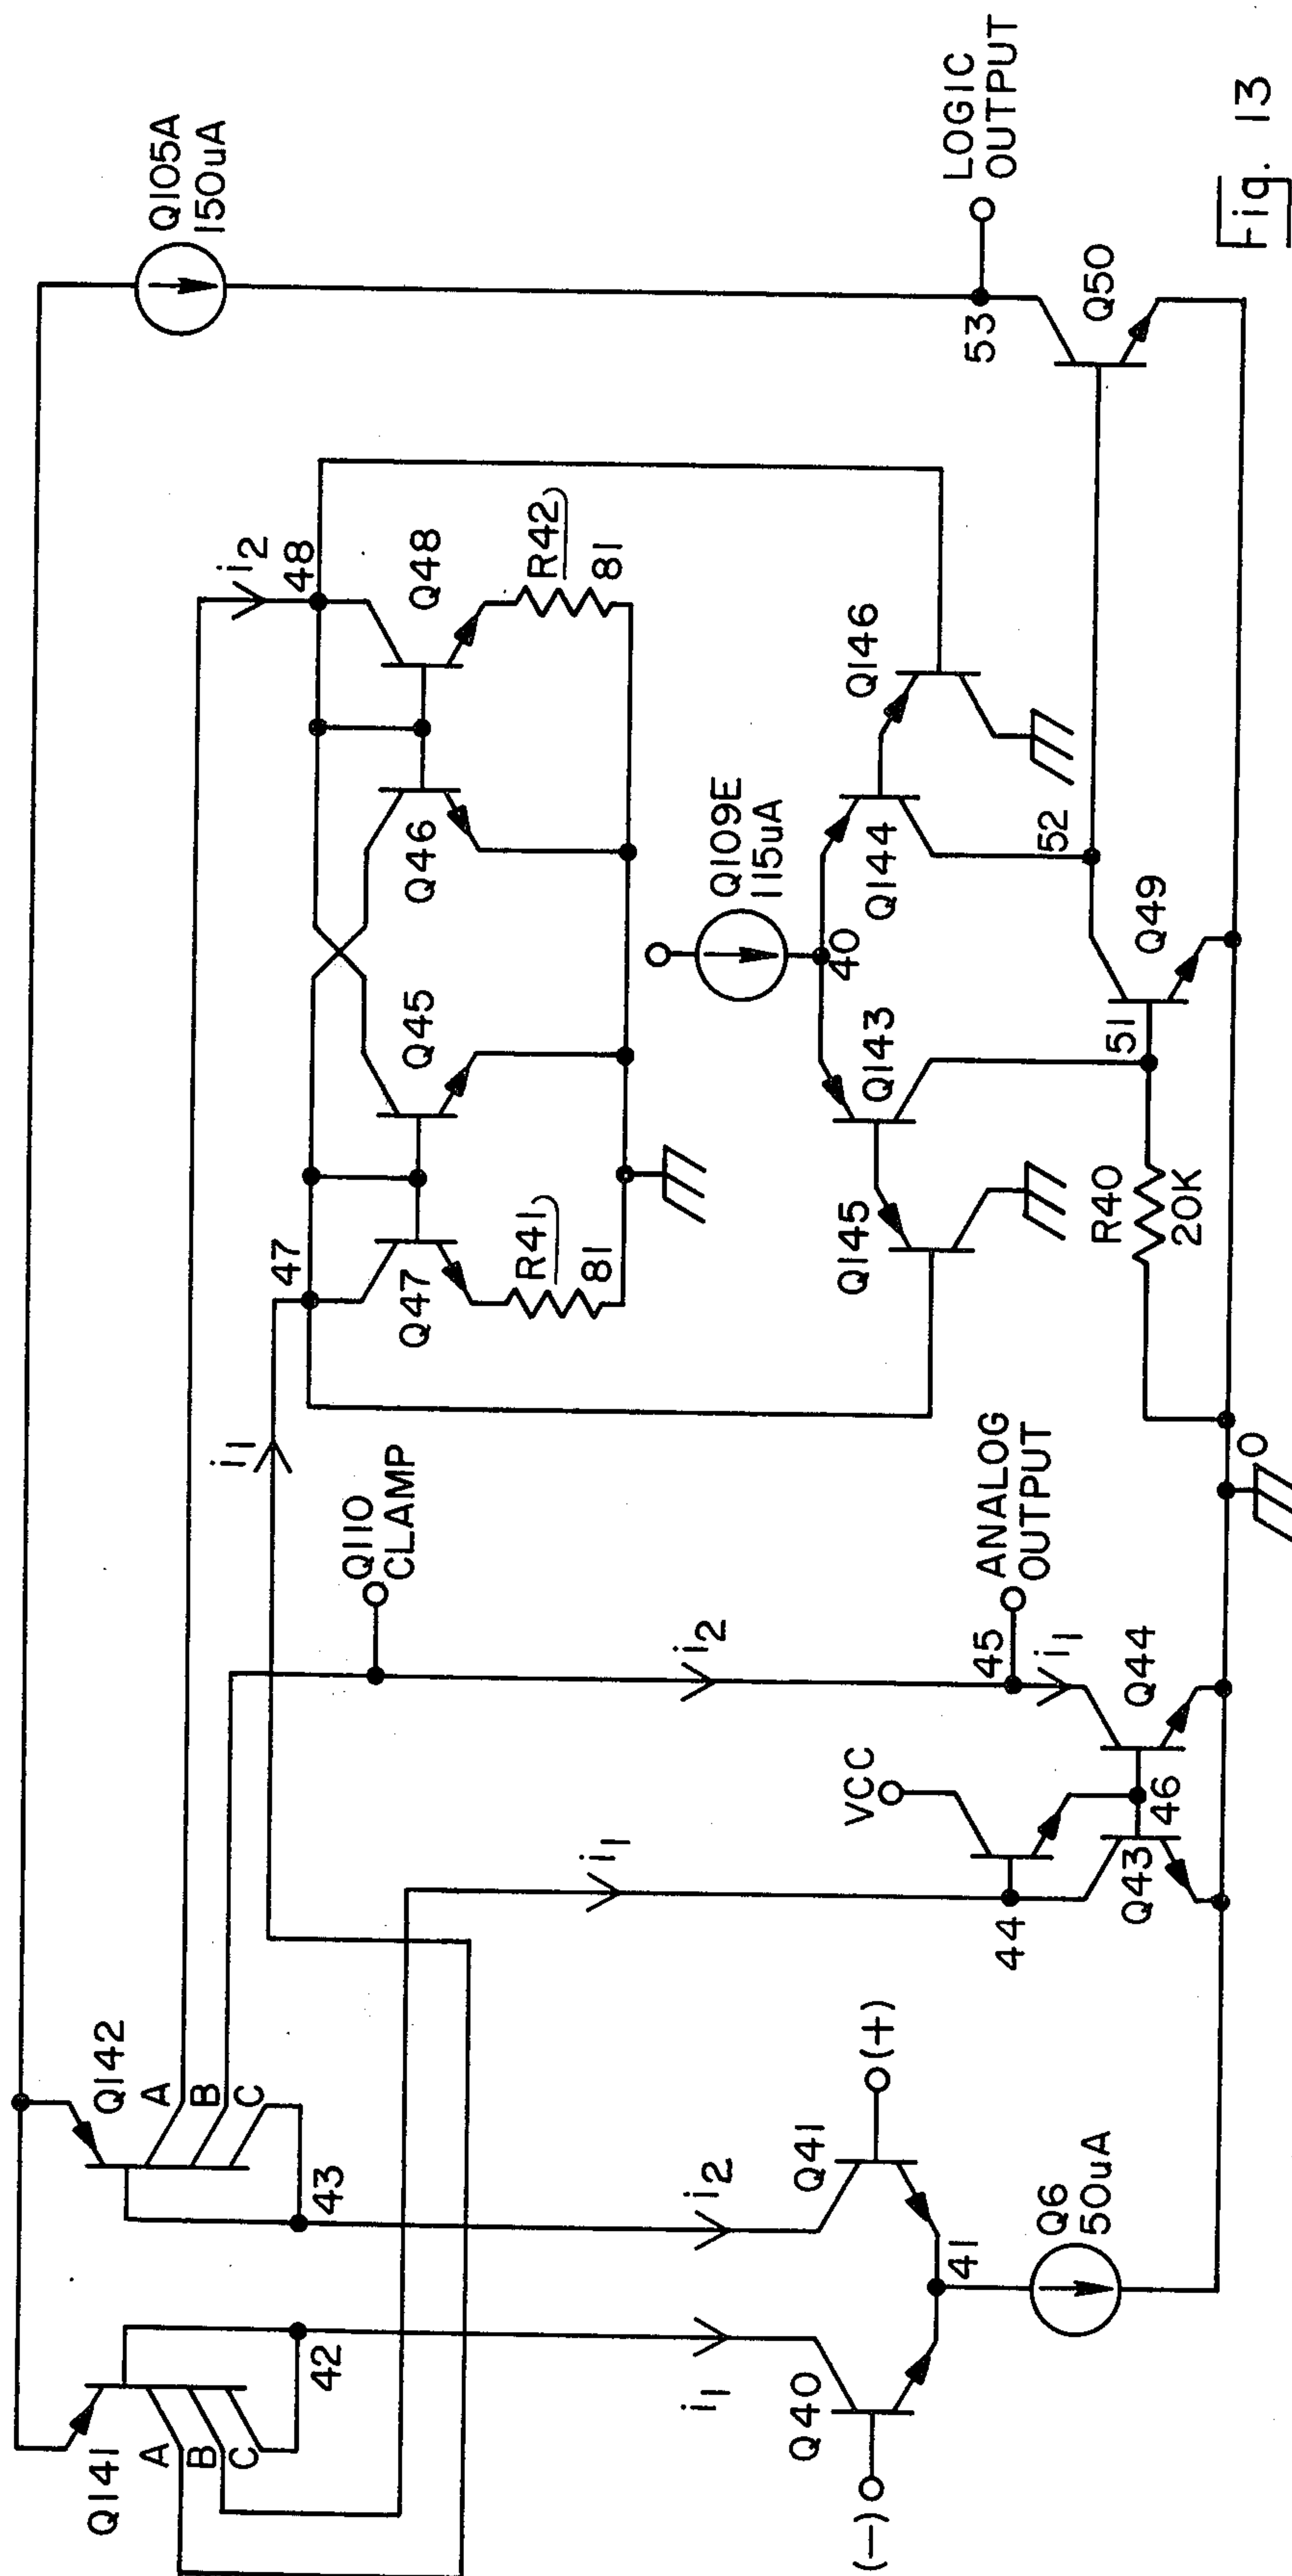 Q141
A
B
C
42
Q142
A
B
C
43
i1
i2
(-)
Q40
Q41
(+)
41
Q6
50uA
i1
44
VCC
Q43
46
Q44
i2
45
i1
ANALOG
OUTPUT
Q110
CLAMP
0
i1
47
Q47
R41
81
Q45
Q46
Q48
i2
48
R42
81
Q109E
115uA
40
Q145
Q143
Q144
Q146
R40
20K
51
Q49
52
Q105A
150uA
53
Q50
LOGIC
OUTPUT
Fig. 13